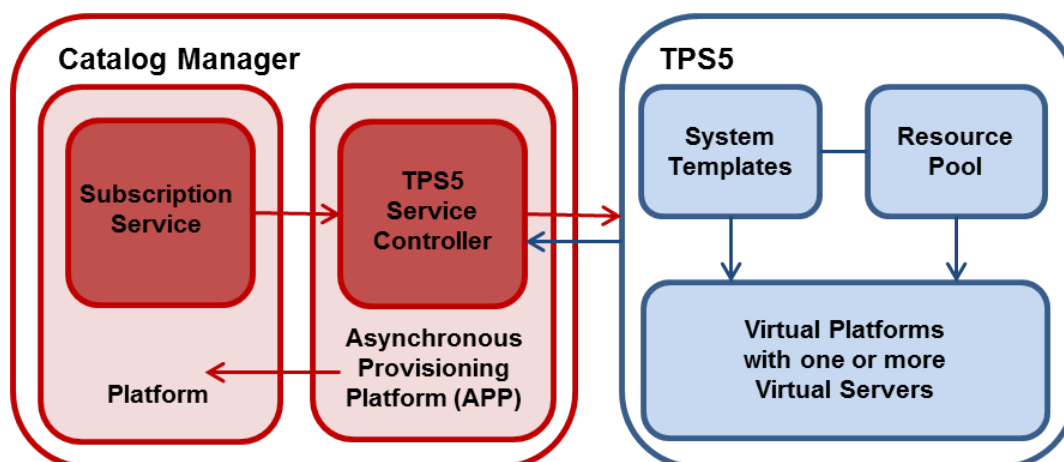 Catalog Manager
Subscription
Service
Platform
TPS5
Service
Controller
Asynchronous
Provisioning
Platform (APP)
TPS5
System
Templates
Resource
Pool
Virtual Platforms
with one or more
Virtual Servers